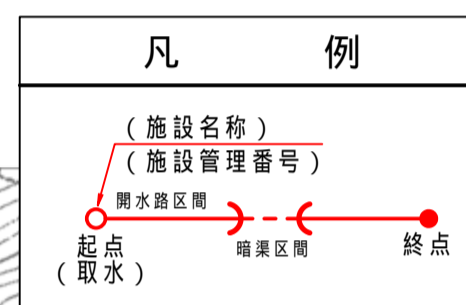 凡 例
(施設名称)
(施設管理番号)
開水路区間
暗渠区間
起点
(取水)
終点